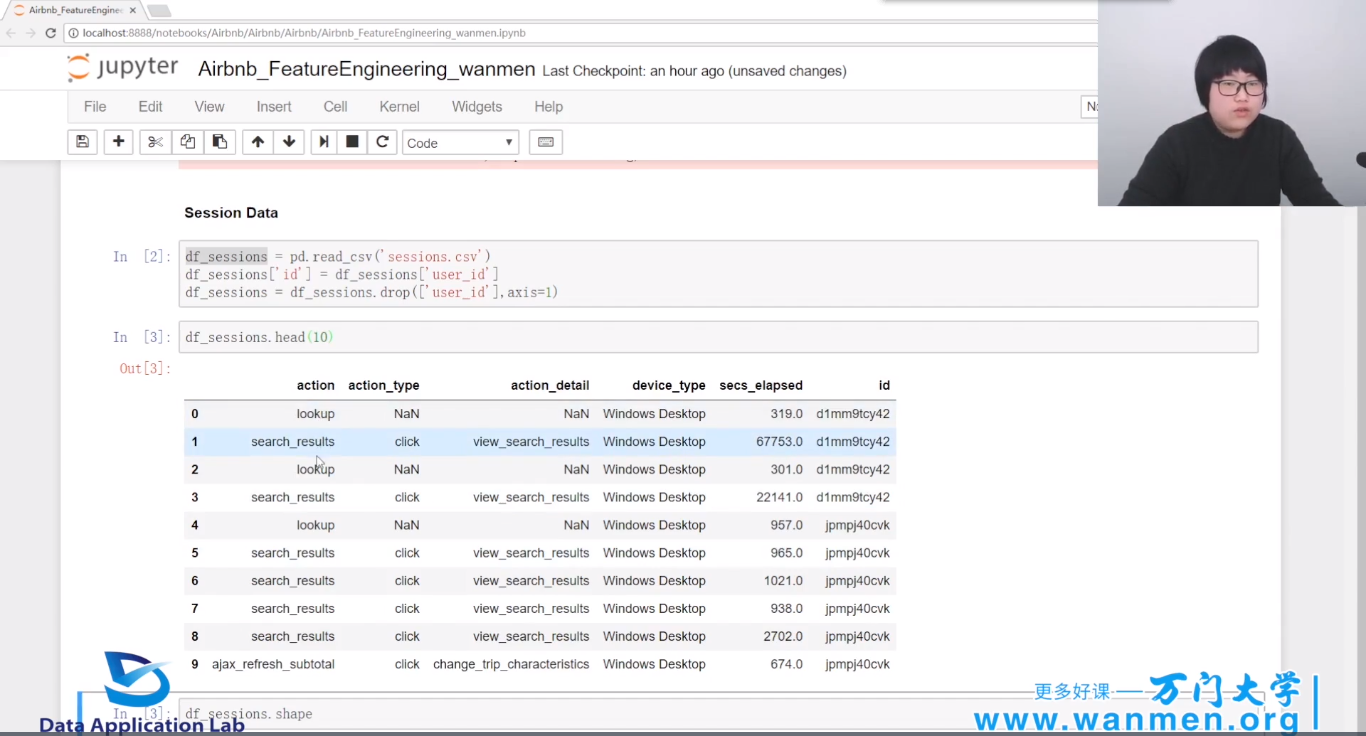 Airbnb_FeatureEnginee
localhost:8888/notebooks/Airbnb/Airbnb/Airbnb/Airbnb_FeatureEngineering_wanmen.ipynb
jupyter Airbnb_FeatureEngineering_wanmen Last Checkpoint: an hour ago (unsaved changes)
File Edit View Insert Cell Kernel Widgets Help
Code
Session Data
In [2]: df_sessions = pd.read_csv('sessions.csv')
df_sessions['id'] = df_sessions['user_id']
df_sessions = df_sessions.drop(['user_id'],axis=1)
In [3]: df_sessions.head(10)
Out[3]:
action action_type action_detail device_type secs_elapsed id
0 lookup NaN NaN Windows Desktop 319.0 d1mm9tcy42
1 search_results click view_search_results Windows Desktop 67753.0 d1mm9tcy42
2 lookup NaN NaN Windows Desktop 301.0 d1mm9tcy42
3 search_results click view_search_results Windows Desktop 22141.0 d1mm9tcy42
4 lookup NaN NaN Windows Desktop 957.0 jpmpj40cvk
5 search_results click view_search_results Windows Desktop 965.0 jpmpj40cvk
6 search_results click view_search_results Windows Desktop 1021.0 jpmpj40cvk
7 search_results click view_search_results Windows Desktop 938.0 jpmpj40cvk
8 search_results click view_search_results Windows Desktop 2702.0 jpmpj40cvk
9 ajax_refresh_subtotal click change_trip_characteristics Windows Desktop 674.0 jpmpj40cvk
In [3]: df_sessions.shape
Data Application Lab
更多好课——万门大学
www.wanmen.org